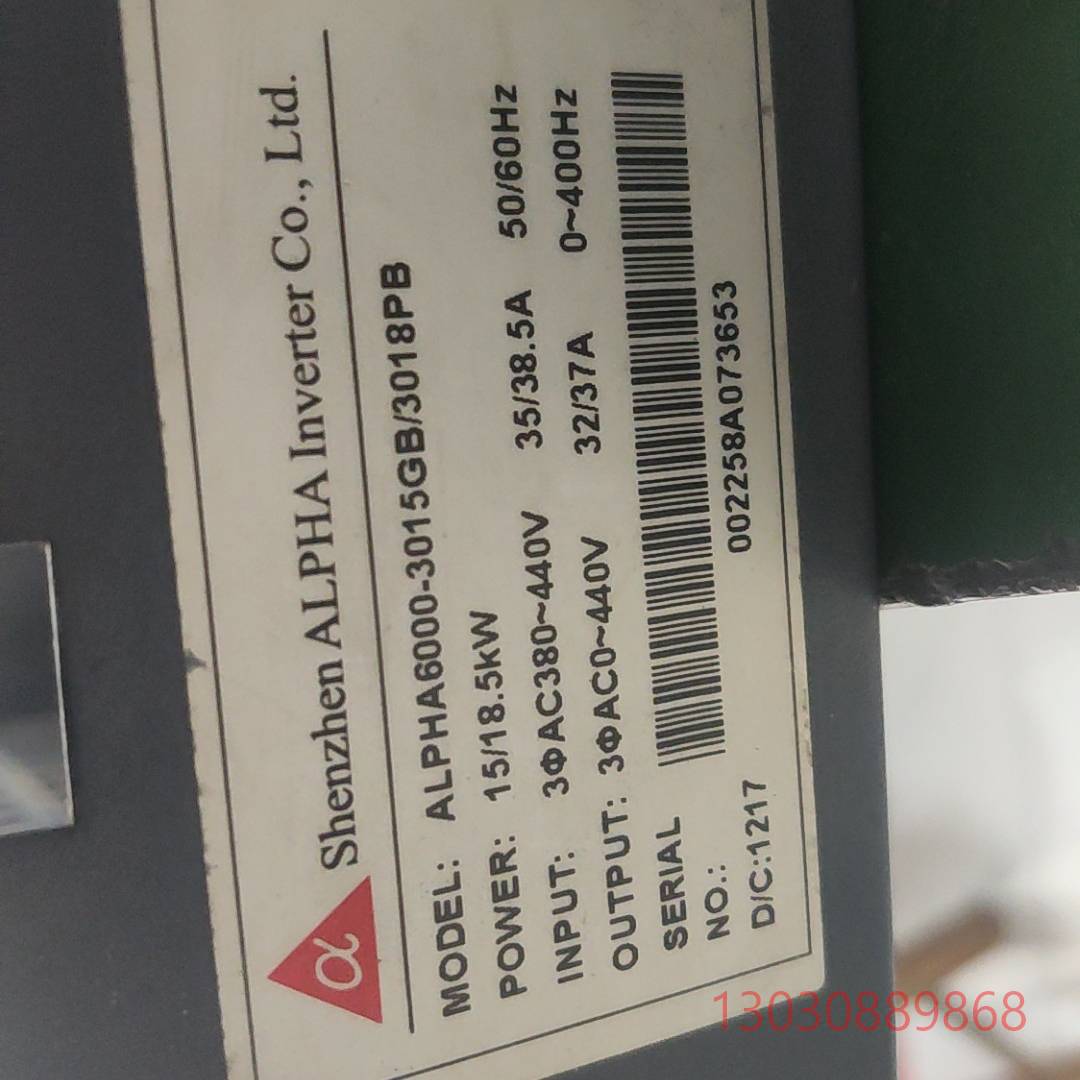 α Shenzhen ALPHA Inverter Co., Ltd.
MODEL: ALPHA6000-3015GB/3018PB
POWER: 15/18.5kW
INPUT: 3ΦAC380~440V 35/38.5A 50/60Hz
OUTPUT: 3ΦAC0~440V 32/37A 0~400Hz
SERIAL
NO.: 002258A073653
D/C:1217
13030889868